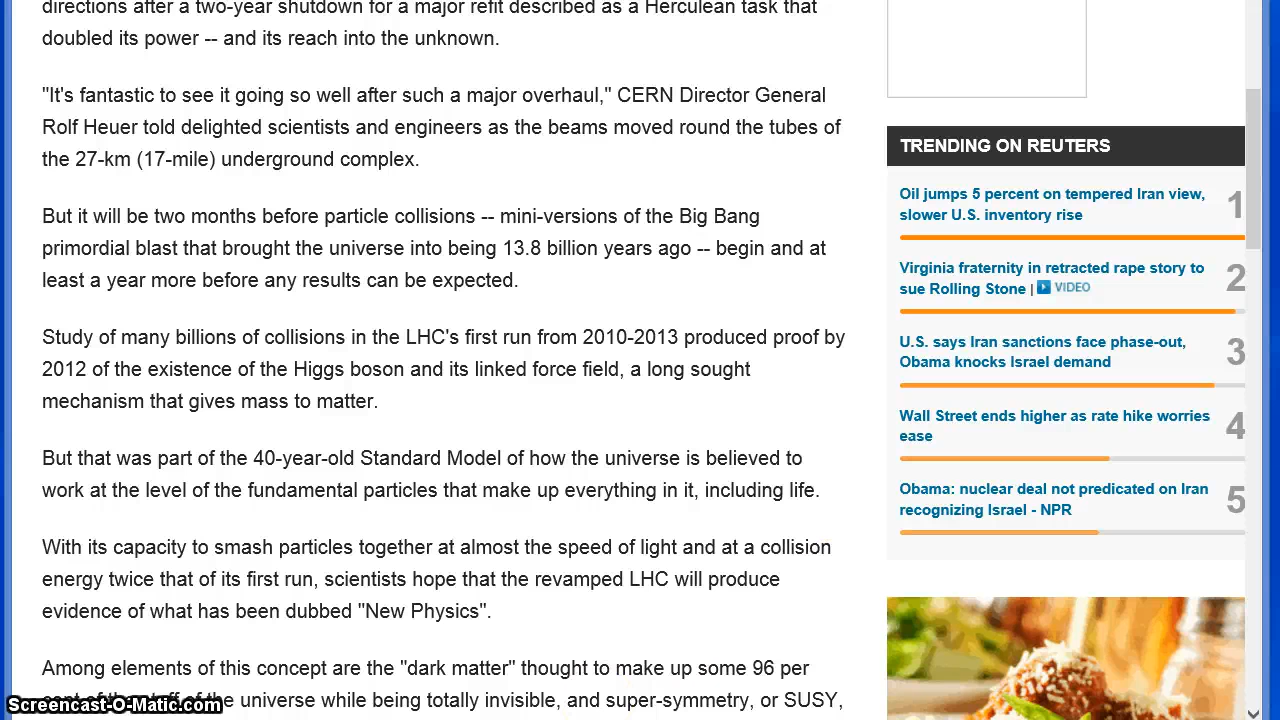 directions after a two-year shutdown for a major refit described as a Herculean task that
doubled its power -- and its reach into the unknown.
"It's fantastic to see it going so well after such a major overhaul," CERN Director General
Rolf Heuer told delighted scientists and engineers as the beams moved round the tubes of
the 27-km (17-mile) underground complex.
But it will be two months before particle collisions -- mini-versions of the Big Bang
primordial blast that brought the universe into being 13.8 billion years ago -- begin and at
least a year more before any results can be expected.
Study of many billions of collisions in the LHC's first run from 2010-2013 produced proof by
2012 of the existence of the Higgs boson and its linked force field, a long sought
mechanism that gives mass to matter.
But that was part of the 40-year-old Standard Model of how the universe is believed to
work at the level of the fundamental particles that make up everything in it, including life.
With its capacity to smash particles together at almost the speed of light and at a collision
energy twice that of its first run, scientists hope that the revamped LHC will produce
evidence of what has been dubbed "New Physics".
Among elements of this concept are the "dark matter" thought to make up some 96 per
cent of the stuff of the universe while being totally invisible, and super-symmetry, or SUSY,
TRENDING ON REUTERS
Oil jumps 5 percent on tempered Iran view,
slower U.S. inventory rise
1
Virginia fraternity in retracted rape story to
sue Rolling Stone | VIDEO
2
U.S. says Iran sanctions face phase-out,
Obama knocks Israel demand
3
Wall Street ends higher as rate hike worries
ease
4
Obama: nuclear deal not predicated on Iran
recognizing Israel - NPR
5
Screencast-O-Matic.com